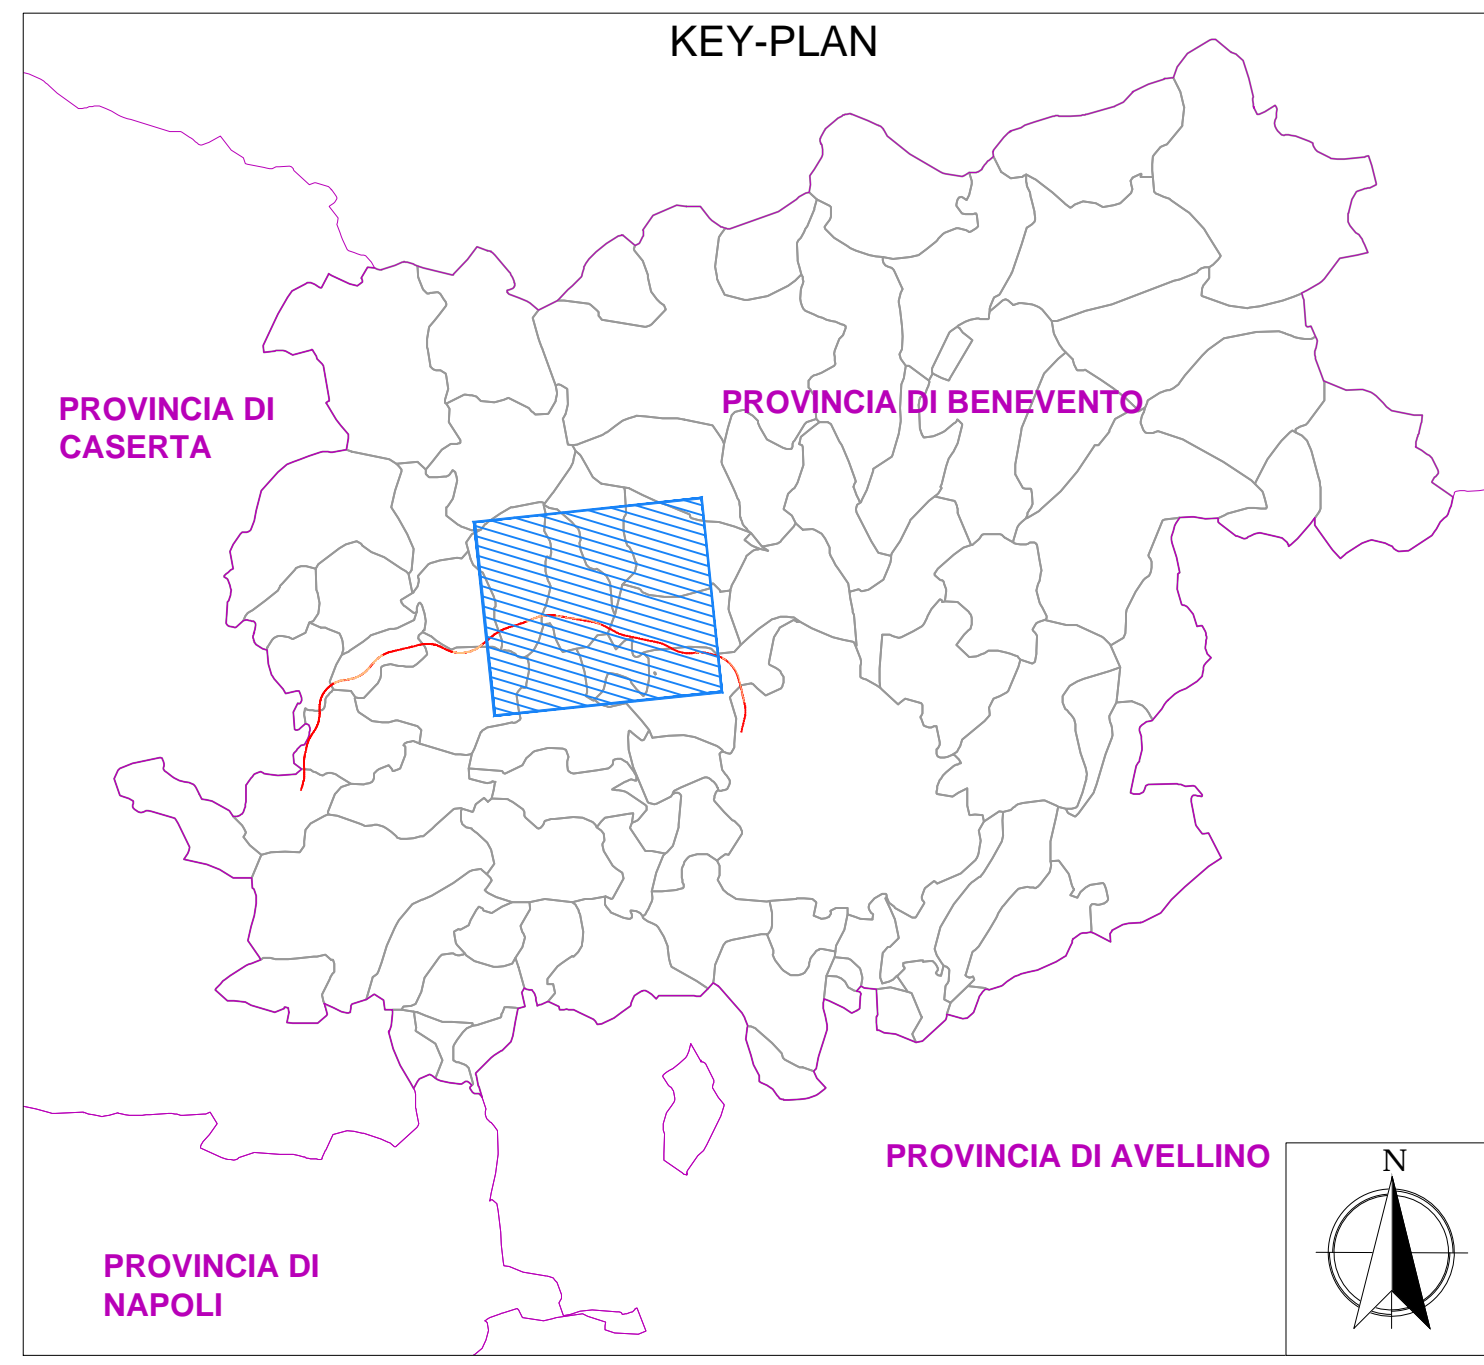 KEY-PLAN
PROVINCIA DI
CASERTA
PROVINCIA DI BENEVENTO
PROVINCIA DI AVELLINO
N
PROVINCIA DI
NAPOLI